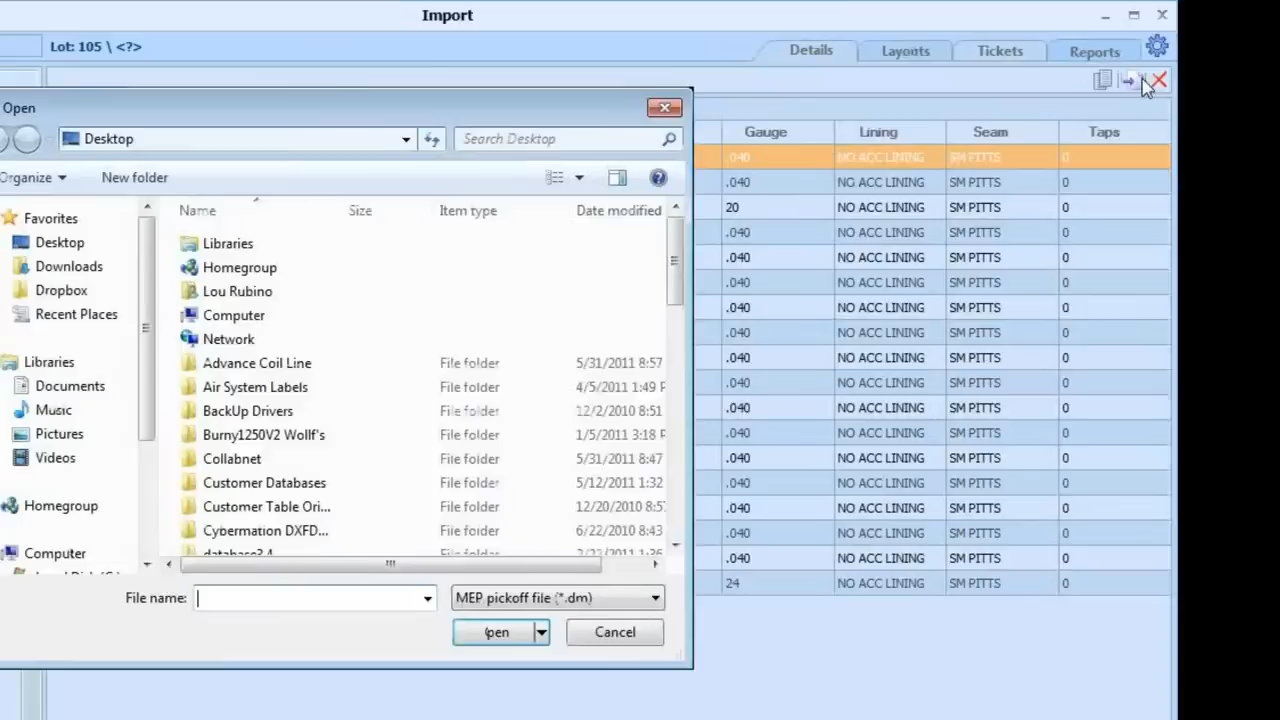 Import
Lot: 105 \ <?>
Details Layouts Tickets Reports
Open
Desktop Search Desktop
Organize New folder
Gauge Lining Seam Taps
.040 NO ACC LINING SM PITTS 0
.040 NO ACC LINING SM PITTS 0
20 NO ACC LINING SM PITTS 0
.040 NO ACC LINING SM PITTS 0
.040 NO ACC LINING SM PITTS 0
.040 NO ACC LINING SM PITTS 0
.040 NO ACC LINING SM PITTS 0
.040 NO ACC LINING SM PITTS 0
.040 NO ACC LINING SM PITTS 0
.040 NO ACC LINING SM PITTS 0
.040 NO ACC LINING SM PITTS 0
.040 NO ACC LINING SM PITTS 0
.040 NO ACC LINING SM PITTS 0
.040 NO ACC LINING SM PITTS 0
.040 NO ACC LINING SM PITTS 0
.040 NO ACC LINING SM PITTS 0
.040 NO ACC LINING SM PITTS 0
24 NO ACC LINING SM PITTS 0
Favorites
Desktop
Downloads
Dropbox
Recent Places
Libraries
Documents
Music
Pictures
Videos
Homegroup
Computer
Name Size Item type Date modified
Libraries
Homegroup
Lou Rubino
Computer
Network
Advance Coil Line File folder 5/31/2011 8:57
Air System Labels File folder 4/5/2011 1:49 P
BackUp Drivers File folder 12/2/2010 8:51
Burny1250V2 Wollf's File folder 1/5/2011 3:18 P
Collabnet File folder 5/31/2011 8:47
Customer Databases File folder 5/12/2011 1:32
Customer Table Ori... File folder 12/20/2010 8:5
Cybermation DXFD... File folder 6/22/2010 8:43
database3.4 File folder 2/23/2011 1:36
File name: MEP pickoff file (*.dm)
pen Cancel